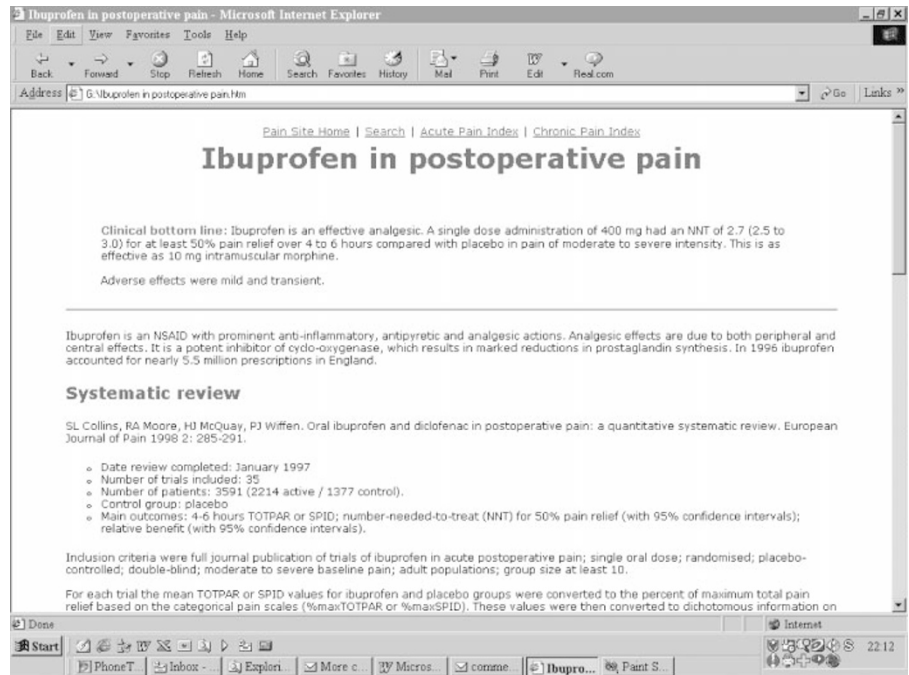 Ibuprofen in postoperative pain - Microsoft Internet Explorer
File Edit View Favorites Tools Help
Back Forward Stop Refresh Home Search Favorites History Mail Print Edit Real.com
Address G:\Ibuprofen in postoperative pain.htm Go Links »
Pain Site Home | Search | Acute Pain Index | Chronic Pain Index
Ibuprofen in postoperative pain
Clinical bottom line: Ibuprofen is an effective analgesic. A single dose administration of 400 mg had an NNT of 2.7 (2.5 to
3.0) for at least 50% pain relief over 4 to 6 hours compared with placebo in pain of moderate to severe intensity. This is as
effective as 10 mg intramuscular morphine.
Adverse effects were mild and transient.
Ibuprofen is an NSAID with prominent anti-inflammatory, antipyretic and analgesic actions. Analgesic effects are due to both peripheral and
central effects. It is a potent inhibitor of cyclo-oxygenase, which results in marked reductions in prostaglandin synthesis. In 1996 ibuprofen
accounted for nearly 5.5 million prescriptions in England.
Systematic review
SL Collins, RA Moore, HJ McQuay, PJ Wiffen. Oral ibuprofen and diclofenac in postoperative pain: a quantitative systematic review. European
Journal of Pain 1998 2: 285-291.
Date review completed: January 1997
Number of trials included: 35
Number of patients: 3591 (2214 active / 1377 control).
Control group: placebo
Main outcomes: 4-6 hours TOTPAR or SPID; number-needed-to-treat (NNT) for 50% pain relief (with 95% confidence intervals);
relative benefit (with 95% confidence intervals).
Inclusion criteria were full journal publication of trials of ibuprofen in acute postoperative pain; single oral dose; randomised; placebo-
controlled; double-blind; moderate to severe baseline pain; adult populations; group size at least 10.
For each trial the mean TOTPAR or SPID values for ibuprofen and placebo groups were converted to the percent of maximum total pain
relief based on the categorical pain scales (%maxTOTPAR or %maxSPID). These values were then converted to dichotomous information on
Done Internet
Start 22:12
PhoneT... Inbox - ... Explori... More c... Micros... comme... Ibupro... Paint S...